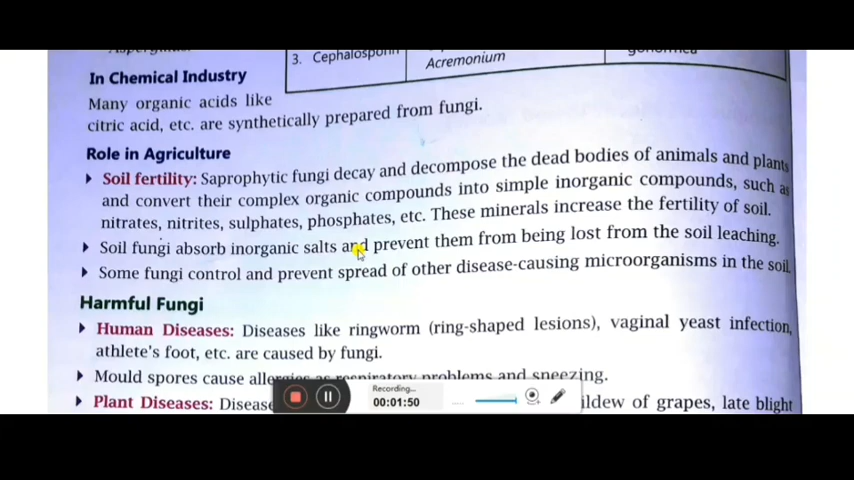 3. Cephalosporin
Acremonium
In Chemical Industry
Many organic acids like
citric acid, etc. are synthetically prepared from fungi.
Role in Agriculture
Soil fertility: Saprophytic fungi decay and decompose the dead bodies of animals and plants
and convert their complex organic compounds into simple inorganic compounds, such as
nitrates, nitrites, sulphates, phosphates, etc. These minerals increase the fertility of soil.
Soil fungi absorb inorganic salts and prevent them from being lost from the soil leaching.
Some fungi control and prevent spread of other disease-causing microorganisms in the soil.
Harmful Fungi
Human Diseases: Diseases like ringworm (ring-shaped lesions), vaginal yeast infection,
athlete's foot, etc. are caused by fungi.
Mould spores cause allergies as respiratory problems and sneezing.
Plant Diseases: Disease ildew of grapes, late blight
Recording...
00:01:50